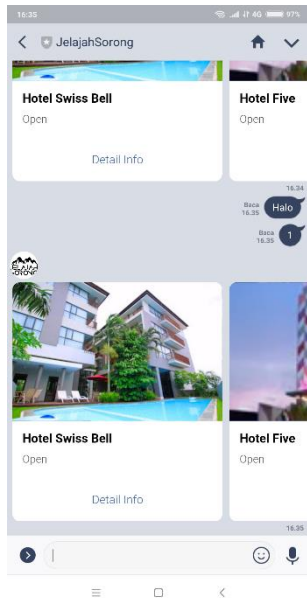 16:35
4G 97%
JelajahSorong
Hotel Swiss Bell
Open
Detail Info
Hotel Five
Open
16.34
Baca
16.35
Halo
Baca
16.35
1
Hotel Swiss Bell
Open
Detail Info
Hotel Five
Open
16.35